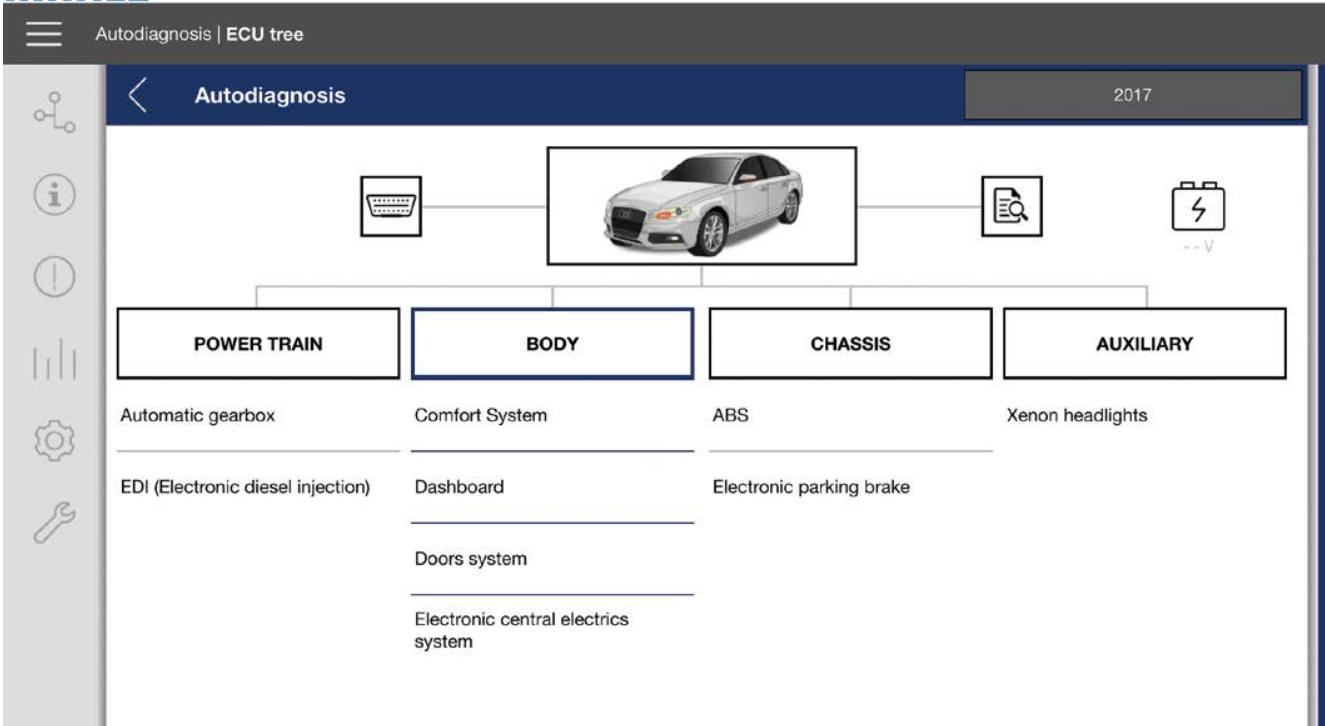 Autodiagnosis | ECU tree
Autodiagnosis
2017
--V
POWER TRAIN
BODY
CHASSIS
AUXILIARY
Automatic gearbox
Comfort System
ABS
Xenon headlights
EDI (Electronic diesel injection)
Dashboard
Electronic parking brake
Doors system
Electronic central electrics
system